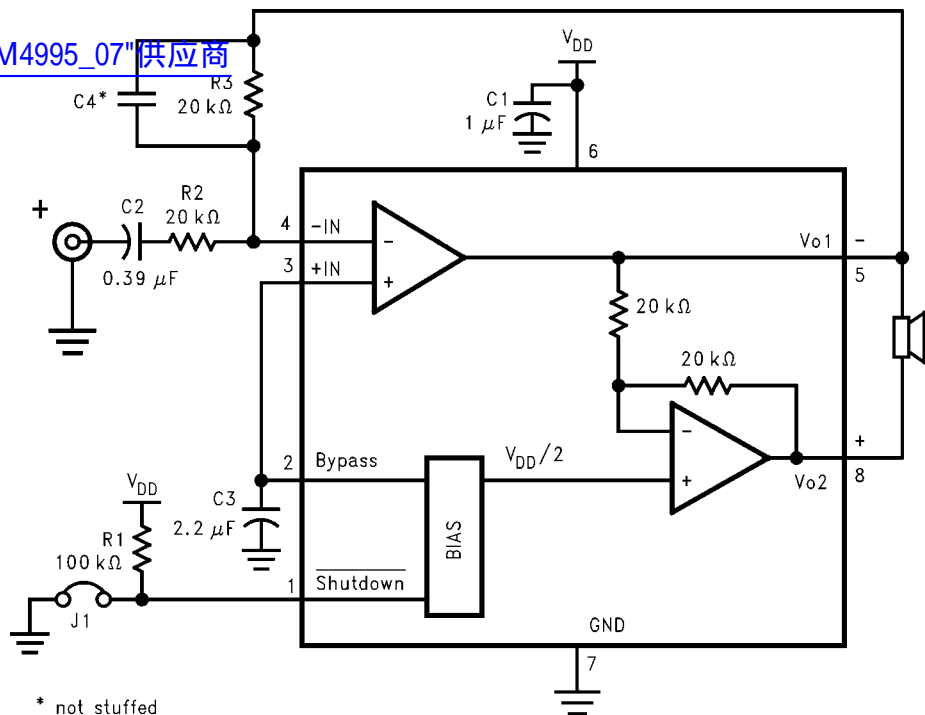 M4995_07"供应商
V_DD
R3
C4*
20 kΩ
C1
1 μF
6
R2
20 kΩ
+
C2
0.39 μF
4
-IN
3
+IN
-
+
Vo1
-
5
20 kΩ
20 kΩ
-
+
+
8
Vo2
2
Bypass
V_DD/2
V_DD
C3
2.2 μF
R1
100 kΩ
BIAS
1
Shutdown
J1
GND
7
* not stuffed